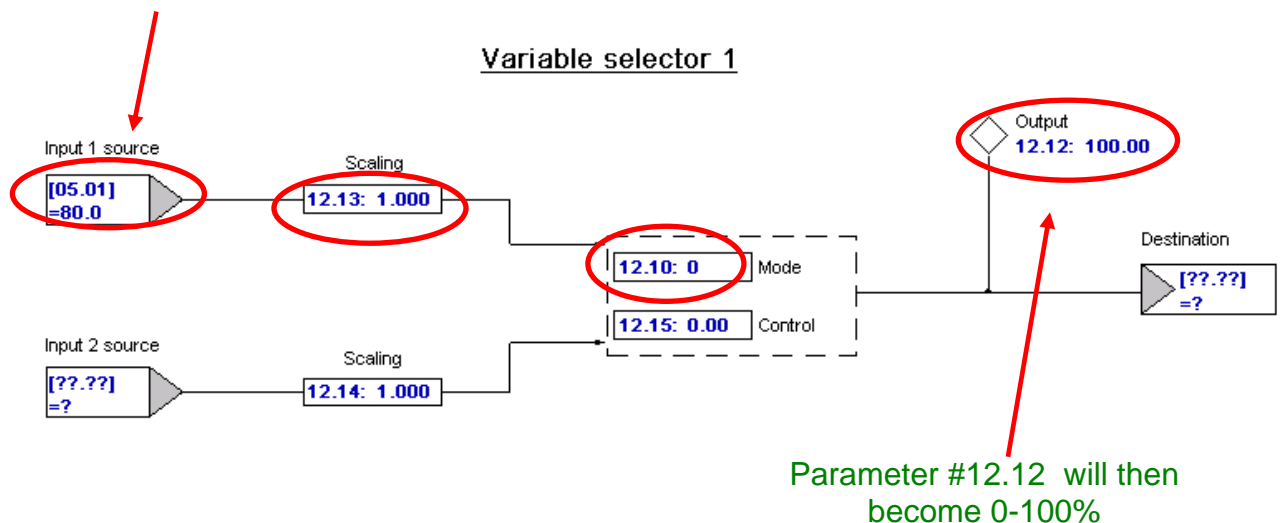 Variable selector 1
Input 1 source
[05.01]
=80.0
Scaling
12.13: 1.000
Output
12.12: 100.00
12.10: 0
Mode
12.15: 0.00
Control
Destination
[??.??]
=?
Input 2 source
[??.??]
=?
Scaling
12.14: 1.000
Parameter #12.12 will then
become 0-100%